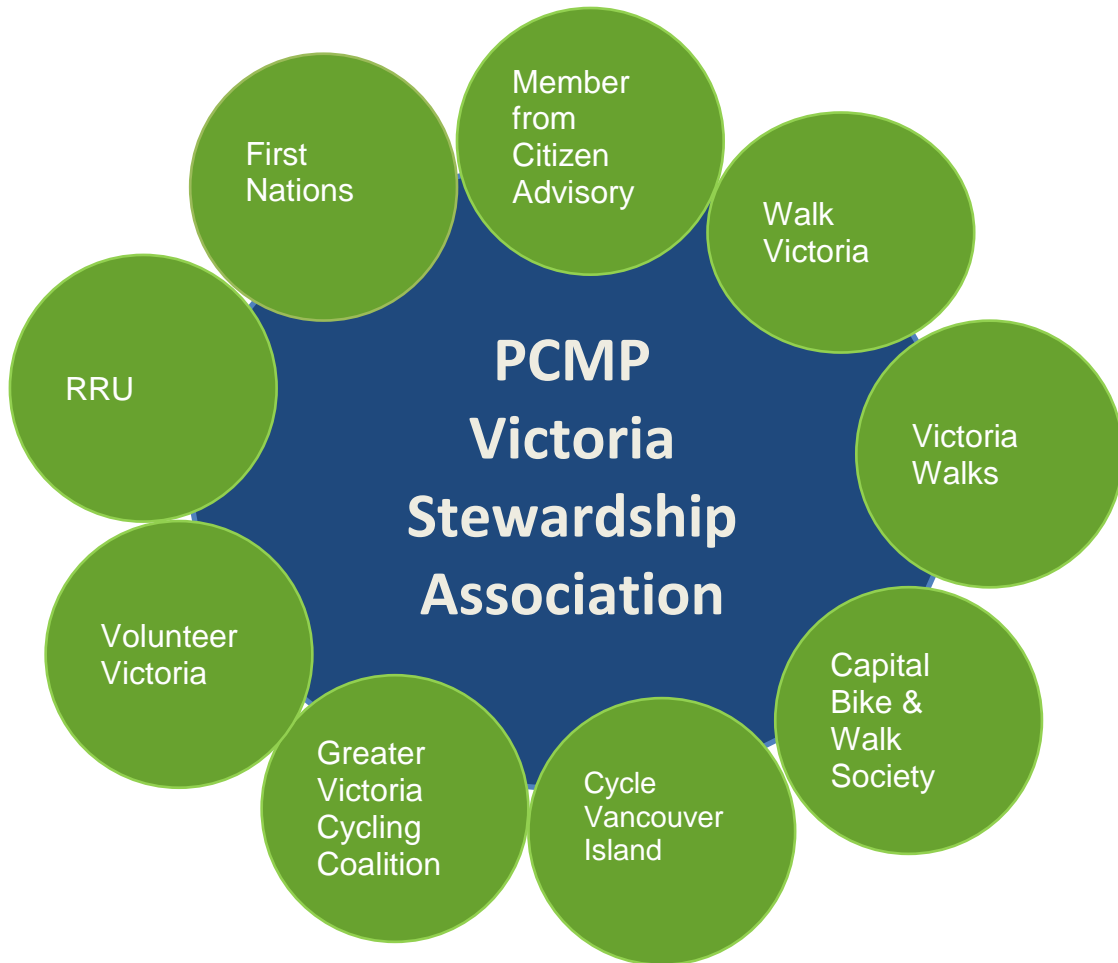 Member
from
Citizen
Advisory
First
Nations
Walk
Victoria
RRU
PCMP
Victoria
Stewardship
Association
Victoria
Walks
Volunteer
Victoria
Capital
Bike &
Walk
Society
Greater
Victoria
Cycling
Coalition
Cycle
Vancouver
Island